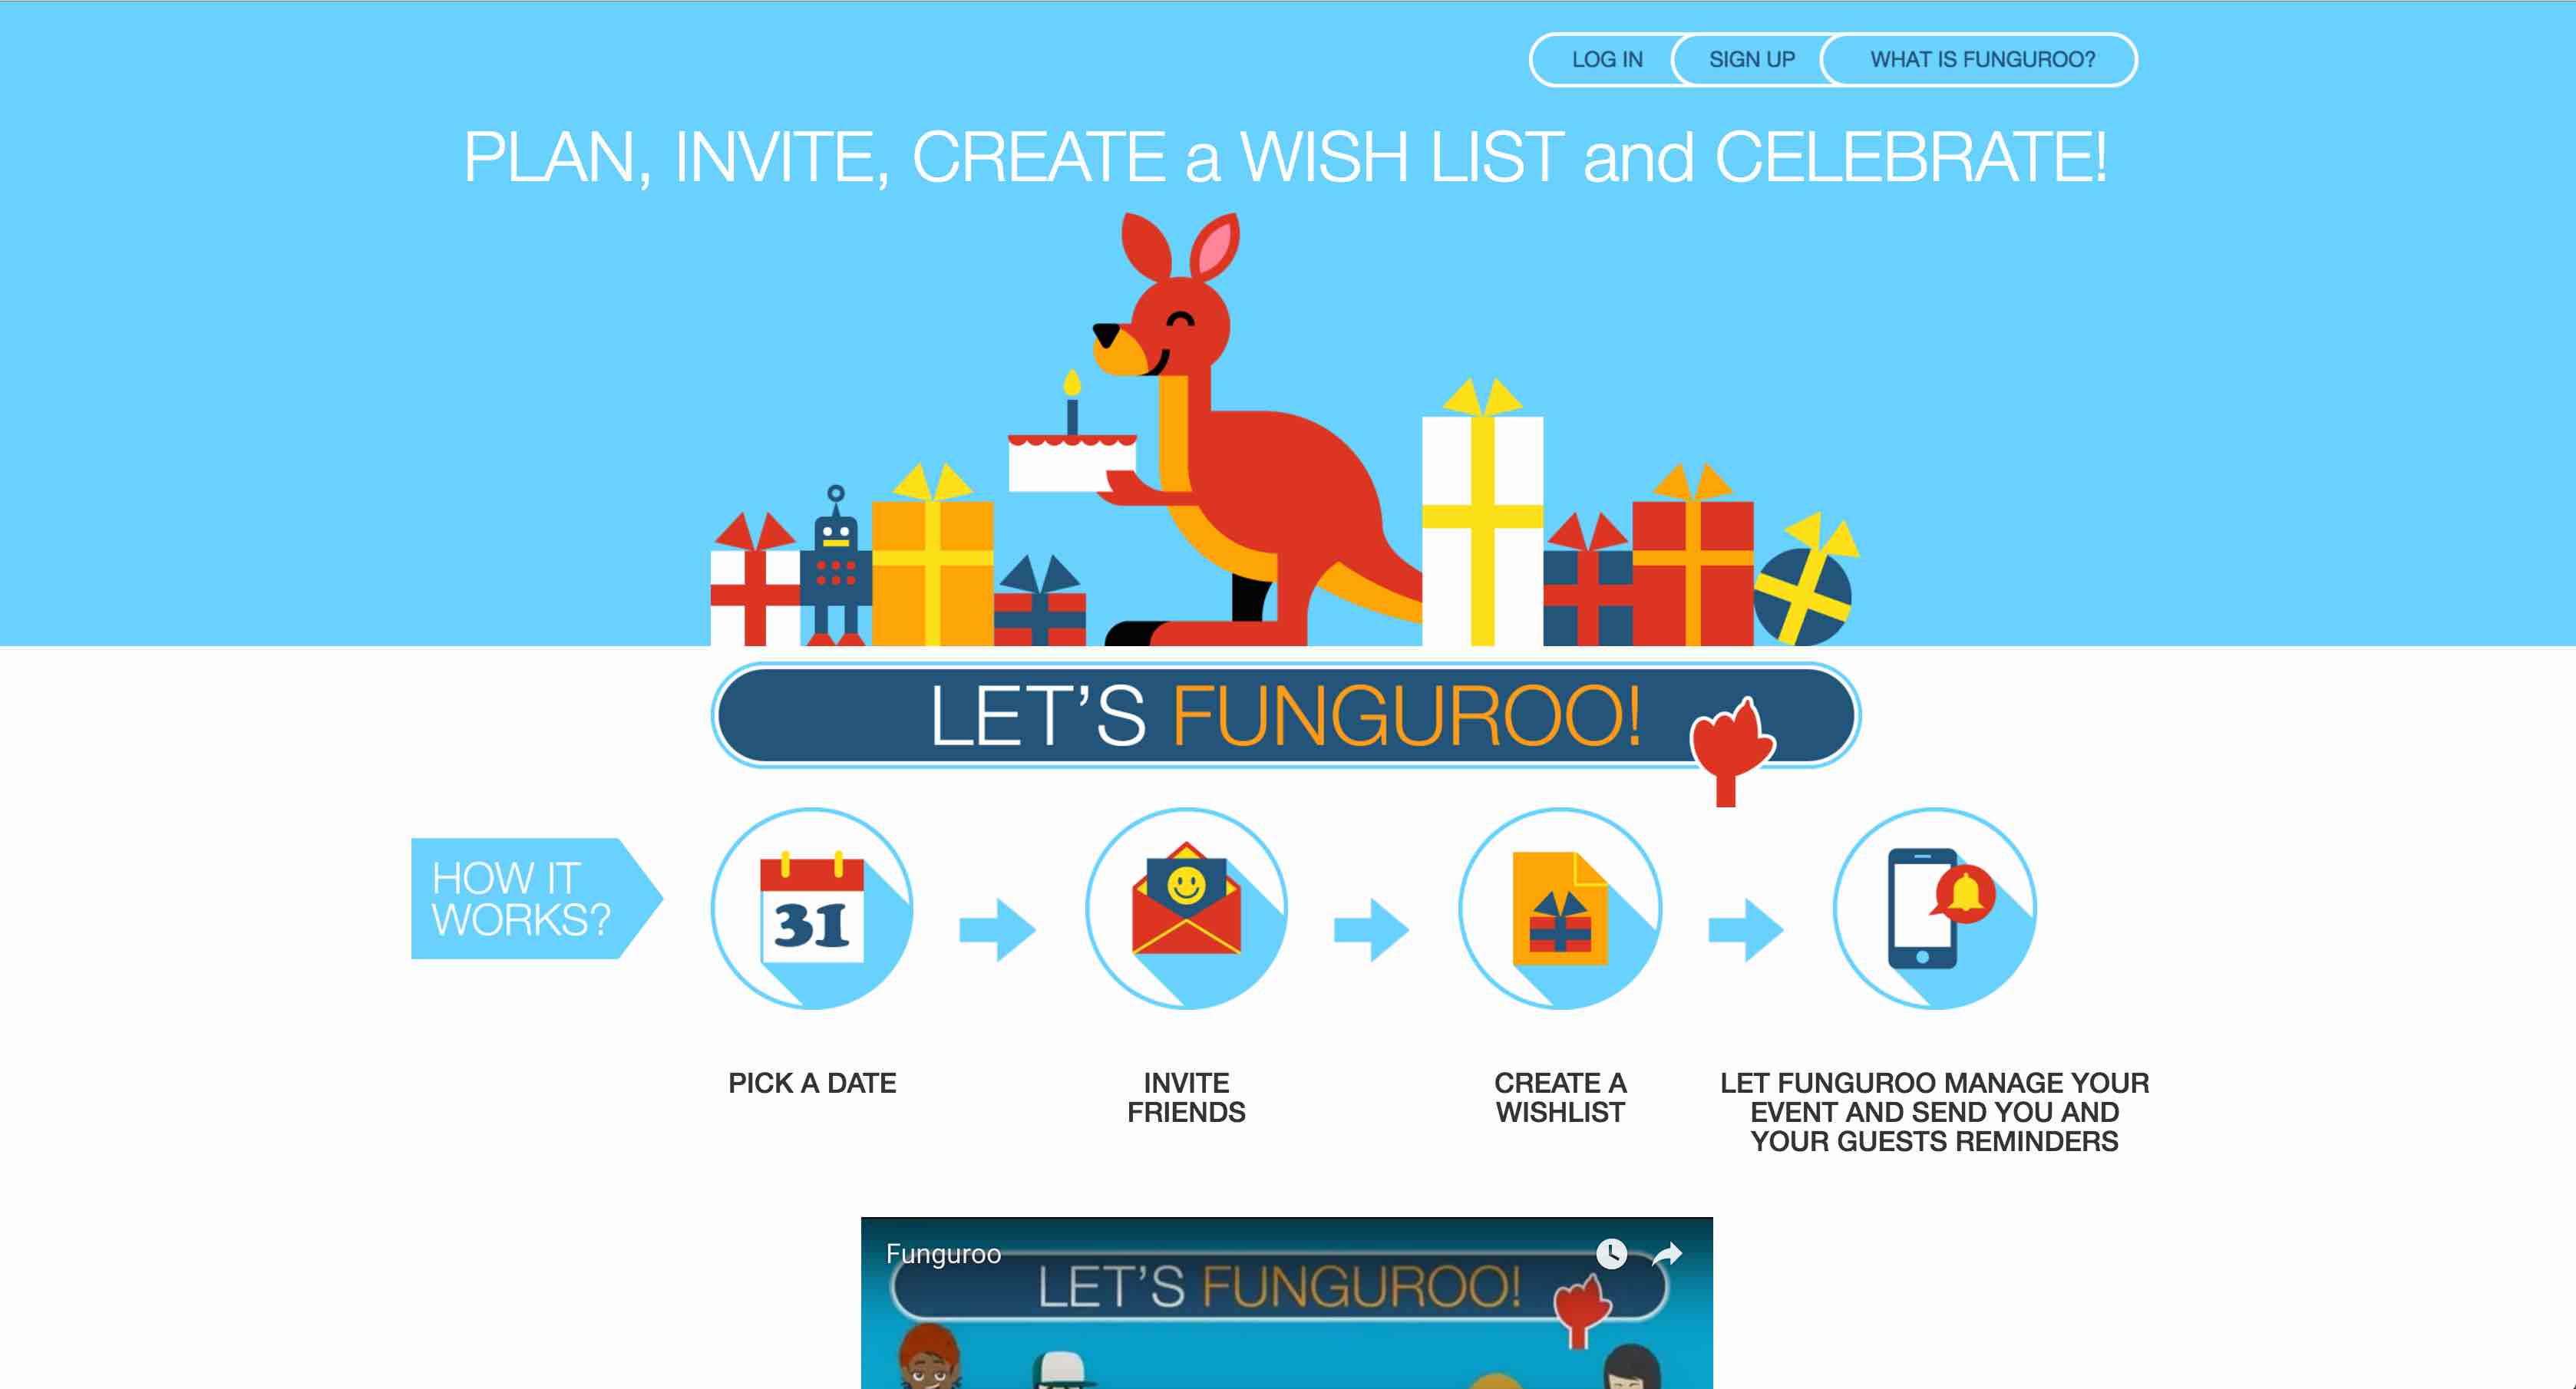 LOG IN
SIGN UP
WHAT IS FUNGUROO?
PLAN, INVITE, CREATE a WISH LIST and CELEBRATE!
LET’S FUNGUROO!
HOW IT
WORKS?
31
PICK A DATE
INVITE
FRIENDS
CREATE A
WISHLIST
LET FUNGUROO MANAGE YOUR
EVENT AND SEND YOU AND
YOUR GUESTS REMINDERS
Funguroo
LET’S FUNGUROO!